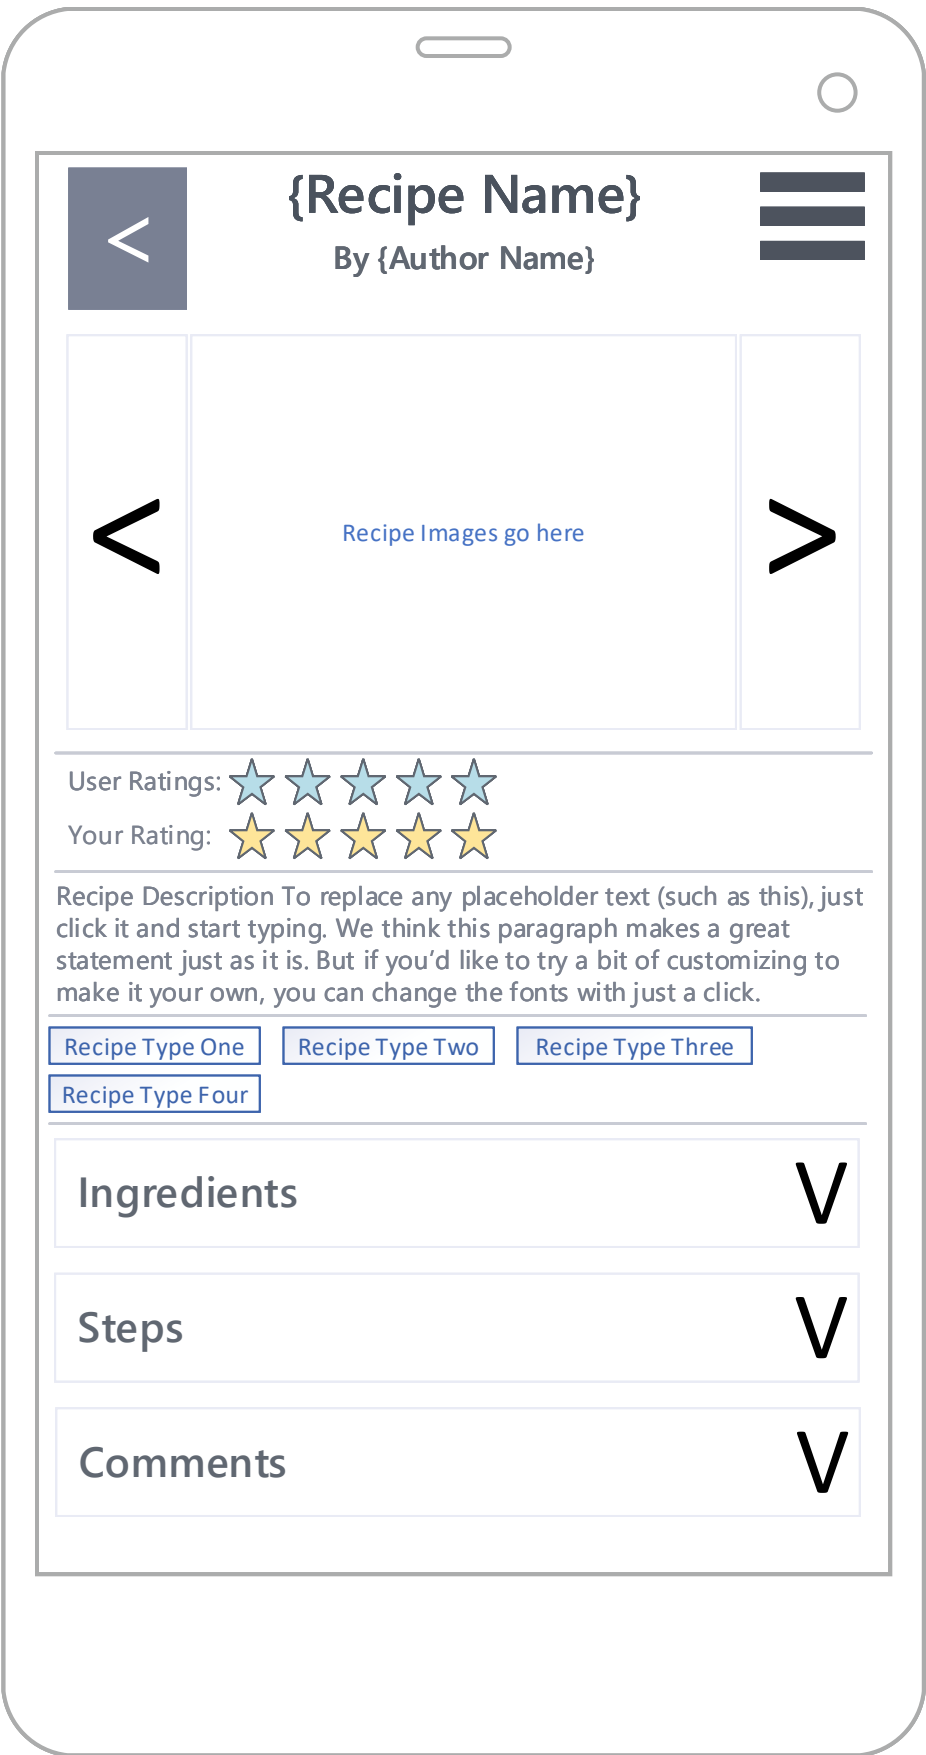 <
{Recipe Name}
By {Author Name}
<
Recipe Images go here
>
User Ratings:
Your Rating:
Recipe Description To replace any placeholder text (such as this), just
click it and start typing. We think this paragraph makes a great
statement just as it is. But if you’d like to try a bit of customizing to
make it your own, you can change the fonts with just a click.
Recipe Type One
Recipe Type Two
Recipe Type Three
Recipe Type Four
Ingredients V
Steps V
Comments V